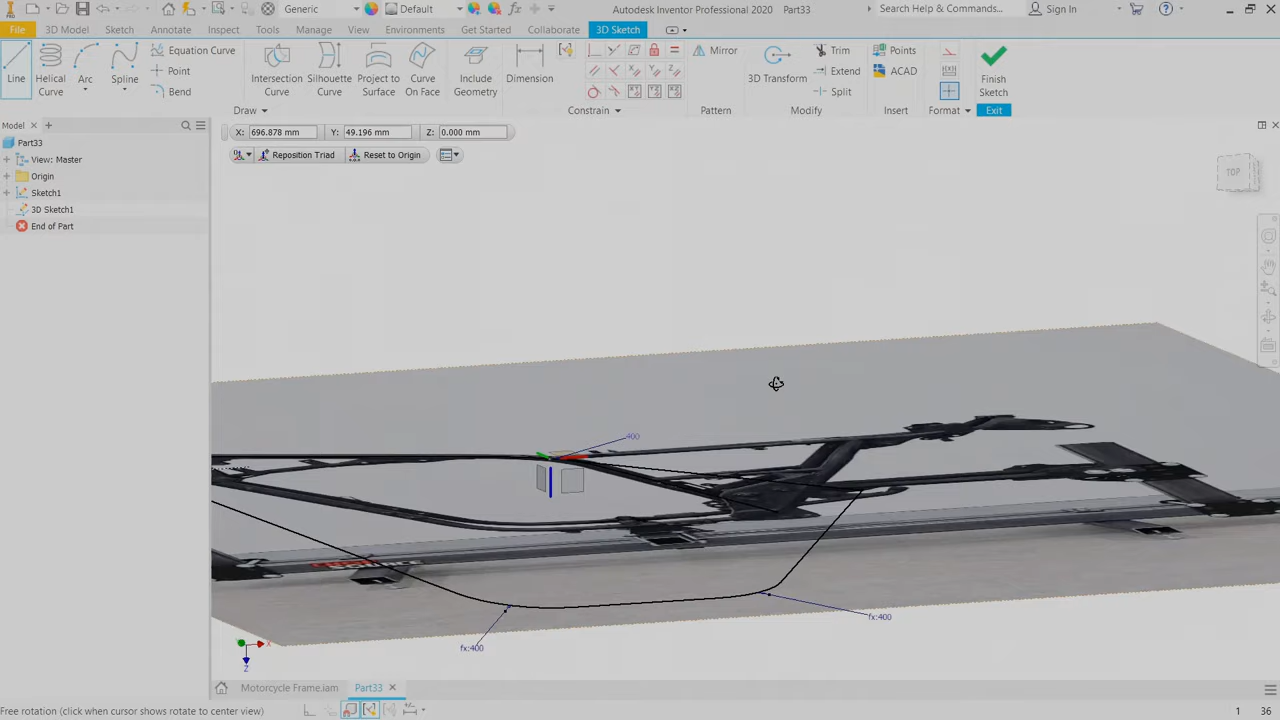 Generic
Default
Autodesk Inventor Professional 2020
Part33
Search Help & Commands...
Sign In
File
3D Model
Sketch
Annotate
Inspect
Tools
Manage
View
Environments
Get Started
Collaborate
3D Sketch
Line
Helical Curve
Arc
Spline
Equation Curve
Point
Bend
Intersection Curve
Silhouette Curve
Project to Surface
Curve On Face
Include Geometry
Dimension
Mirror
3D Transform
Trim
Extend
Split
Points
ACAD
Finish Sketch
Draw
Constrain
Pattern
Modify
Insert
Format
Exit
Model
X: 696.878 mm
Y: 49.196 mm
Z: 0.000 mm
Reposition Triad
Reset to Origin
Part33
View: Master
Origin
Sketch1
3D Sketch1
End of Part
TOP
400
fx:400
fx:400
X
Z
Motorcycle Frame.iam
Part33
Free rotation (click when cursor shows rotate to center view)
1
36